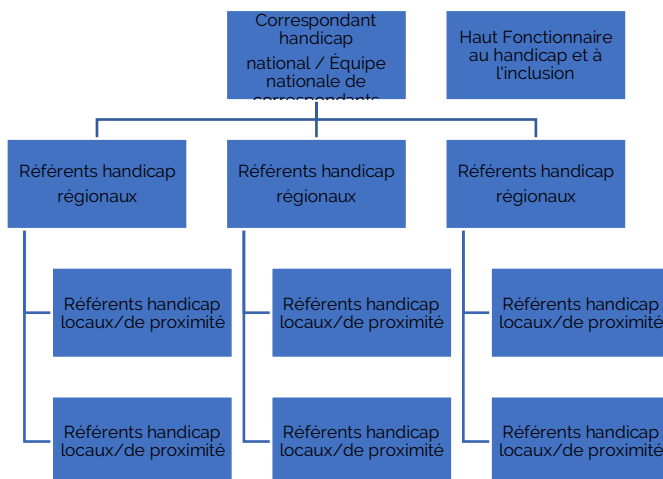 Correspondant
handicap
national / Équipe
nationale de
correspondants
Haut Fonctionnaire
au handicap et à
l'inclusion
Référents handicap
régionaux
Référents handicap
régionaux
Référents handicap
régionaux
Référents handicap
locaux/de proximité
Référents handicap
locaux/de proximité
Référents handicap
locaux/de proximité
Référents handicap
locaux/de proximité
Référents handicap
locaux/de proximité
Référents handicap
locaux/de proximité